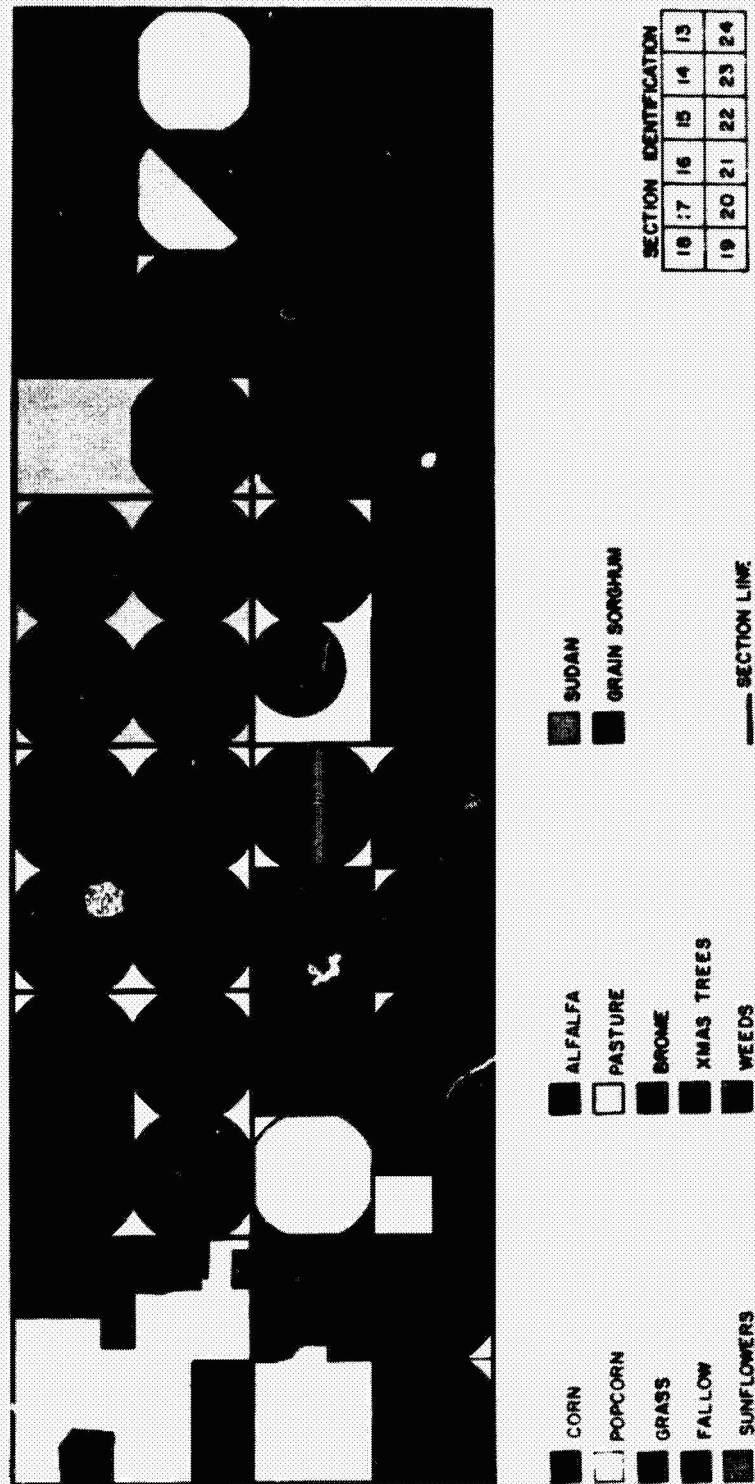 CORN
POPCORN
GRASS
FALLOW
SUNFLOWERS
ALFALFA
PASTURE
BROME
XMAS TREES
WEEDS
SUDAN
GRAIN SORGHUM
SECTION LINE
SECTION IDENTIFICATION
18 17 16 15 14 13
19 20 21 22 23 24